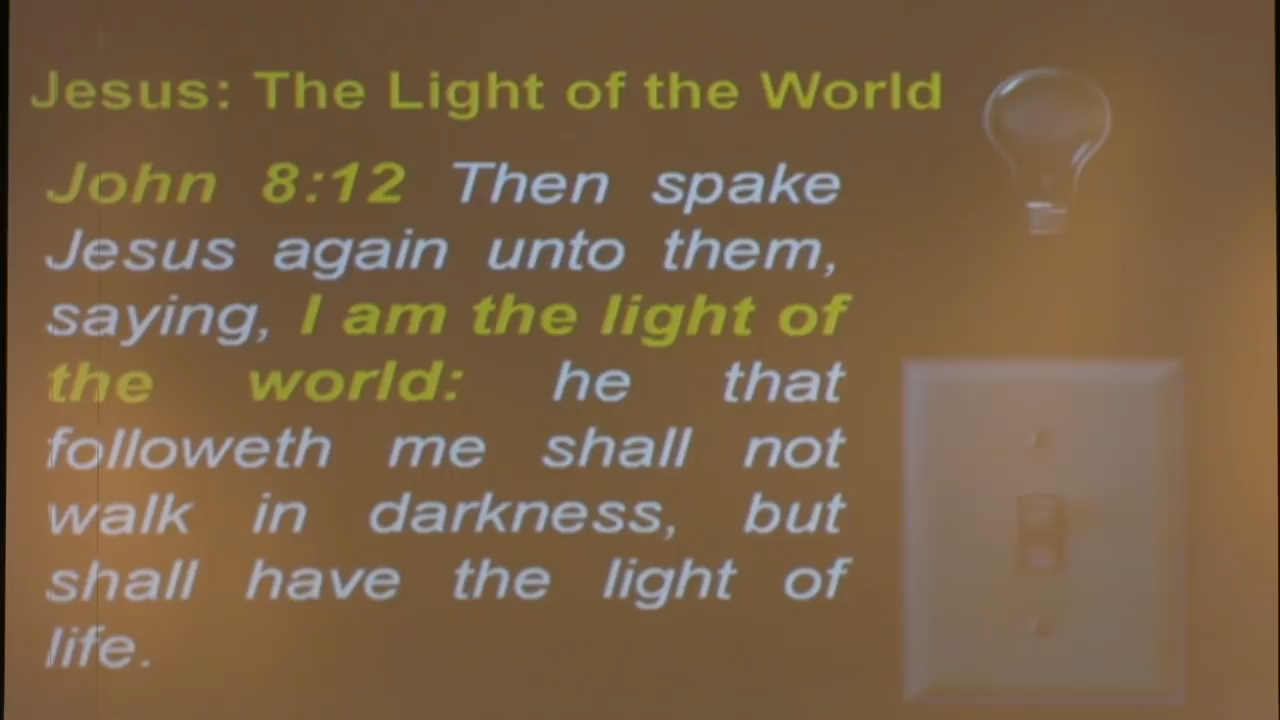 Jesus: The Light of the World
John 8:12 Then spake
Jesus again unto them,
saying, I am the light of
the world: he that
followeth me shall not
walk in darkness, but
shall have the light of
life.